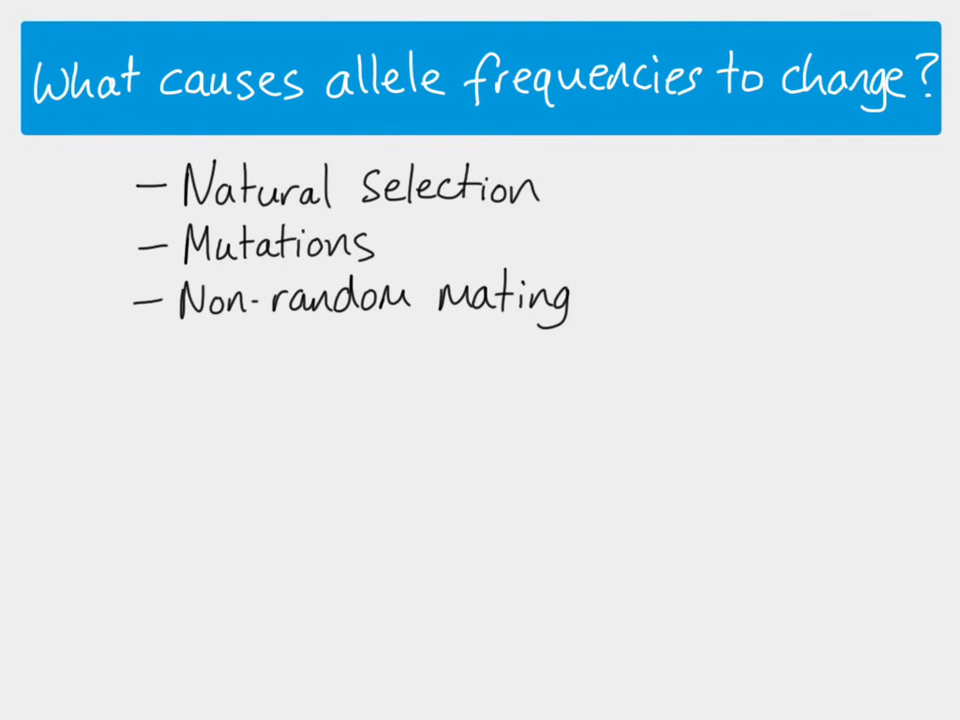 What causes allele frequencies to change?
- Natural selection
- Mutations
- Non-random mating